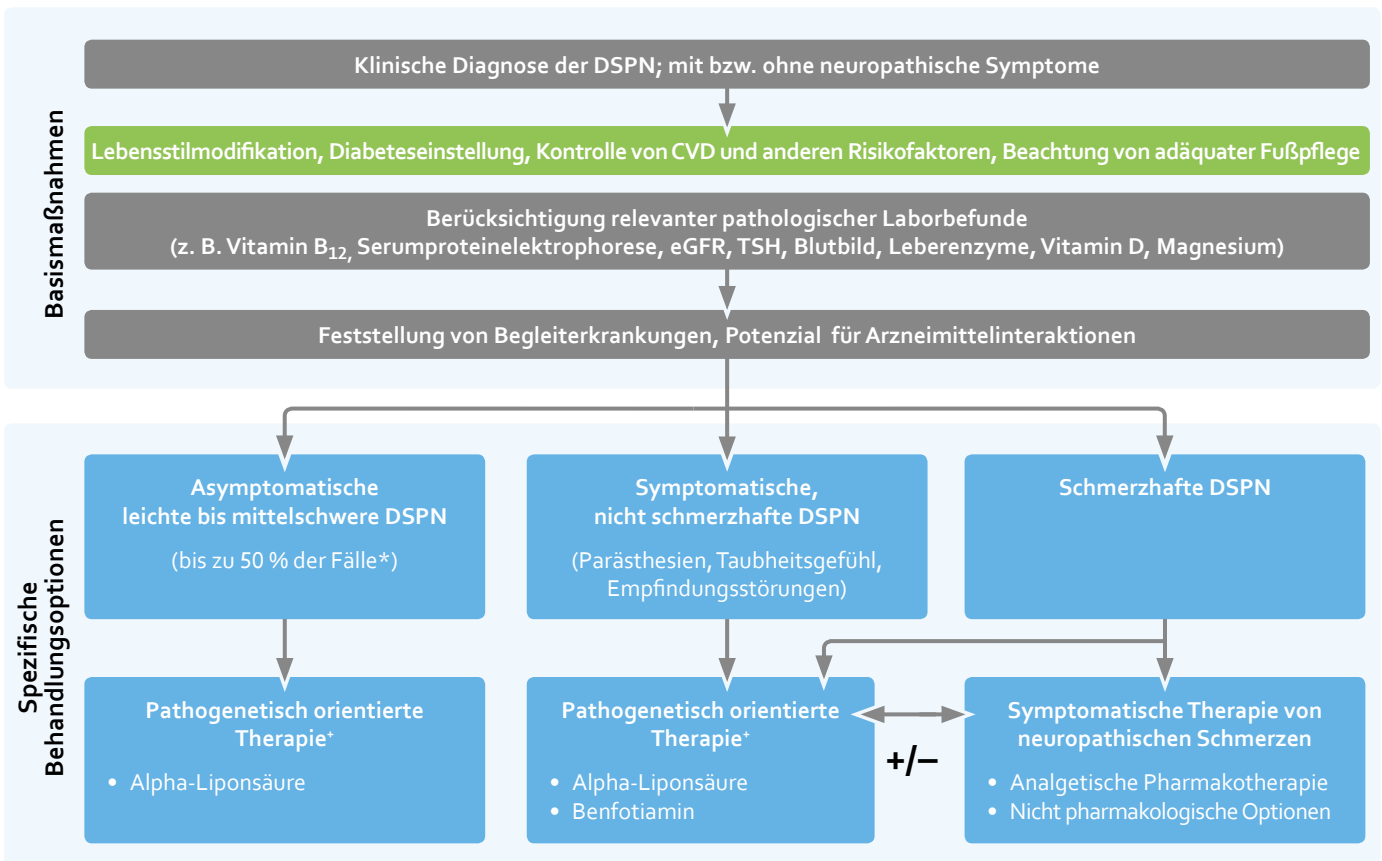 Basismaßnahmen
Klinische Diagnose der DSPN; mit bzw. ohne neuropathische Symptome
Lebensstilmodifikation, Diabeteseinstellung, Kontrolle von CVD und anderen Risikofaktoren, Beachtung von adäquater Fußpflege
Berücksichtigung relevanter pathologischer Laborbefunde
(z. B. Vitamin B₁₂, Serumproteinelektrophorese, eGFR, TSH, Blutbild, Leberenzyme, Vitamin D, Magnesium)
Feststellung von Begleiterkrankungen, Potenzial für Arzneimittelinteraktionen
Spezifische
Behandlungsoptionen
Asymptomatische
leichte bis mittelschwere DSPN
(bis zu 50 % der Fälle*)
Symptomatische,
nicht schmerzhafte DSPN
(Parästhesien, Taubheitsgefühl,
Empfindungsstörungen)
Schmerzhafte DSPN
Pathogenetisch orientierte
Therapie⁺
• Alpha-Liponsäure
Pathogenetisch orientierte
Therapie⁺
• Alpha-Liponsäure
• Benfotiamin
+/−
Symptomatische Therapie von
neuropathischen Schmerzen
• Analgetische Pharmakotherapie
• Nicht pharmakologische Optionen